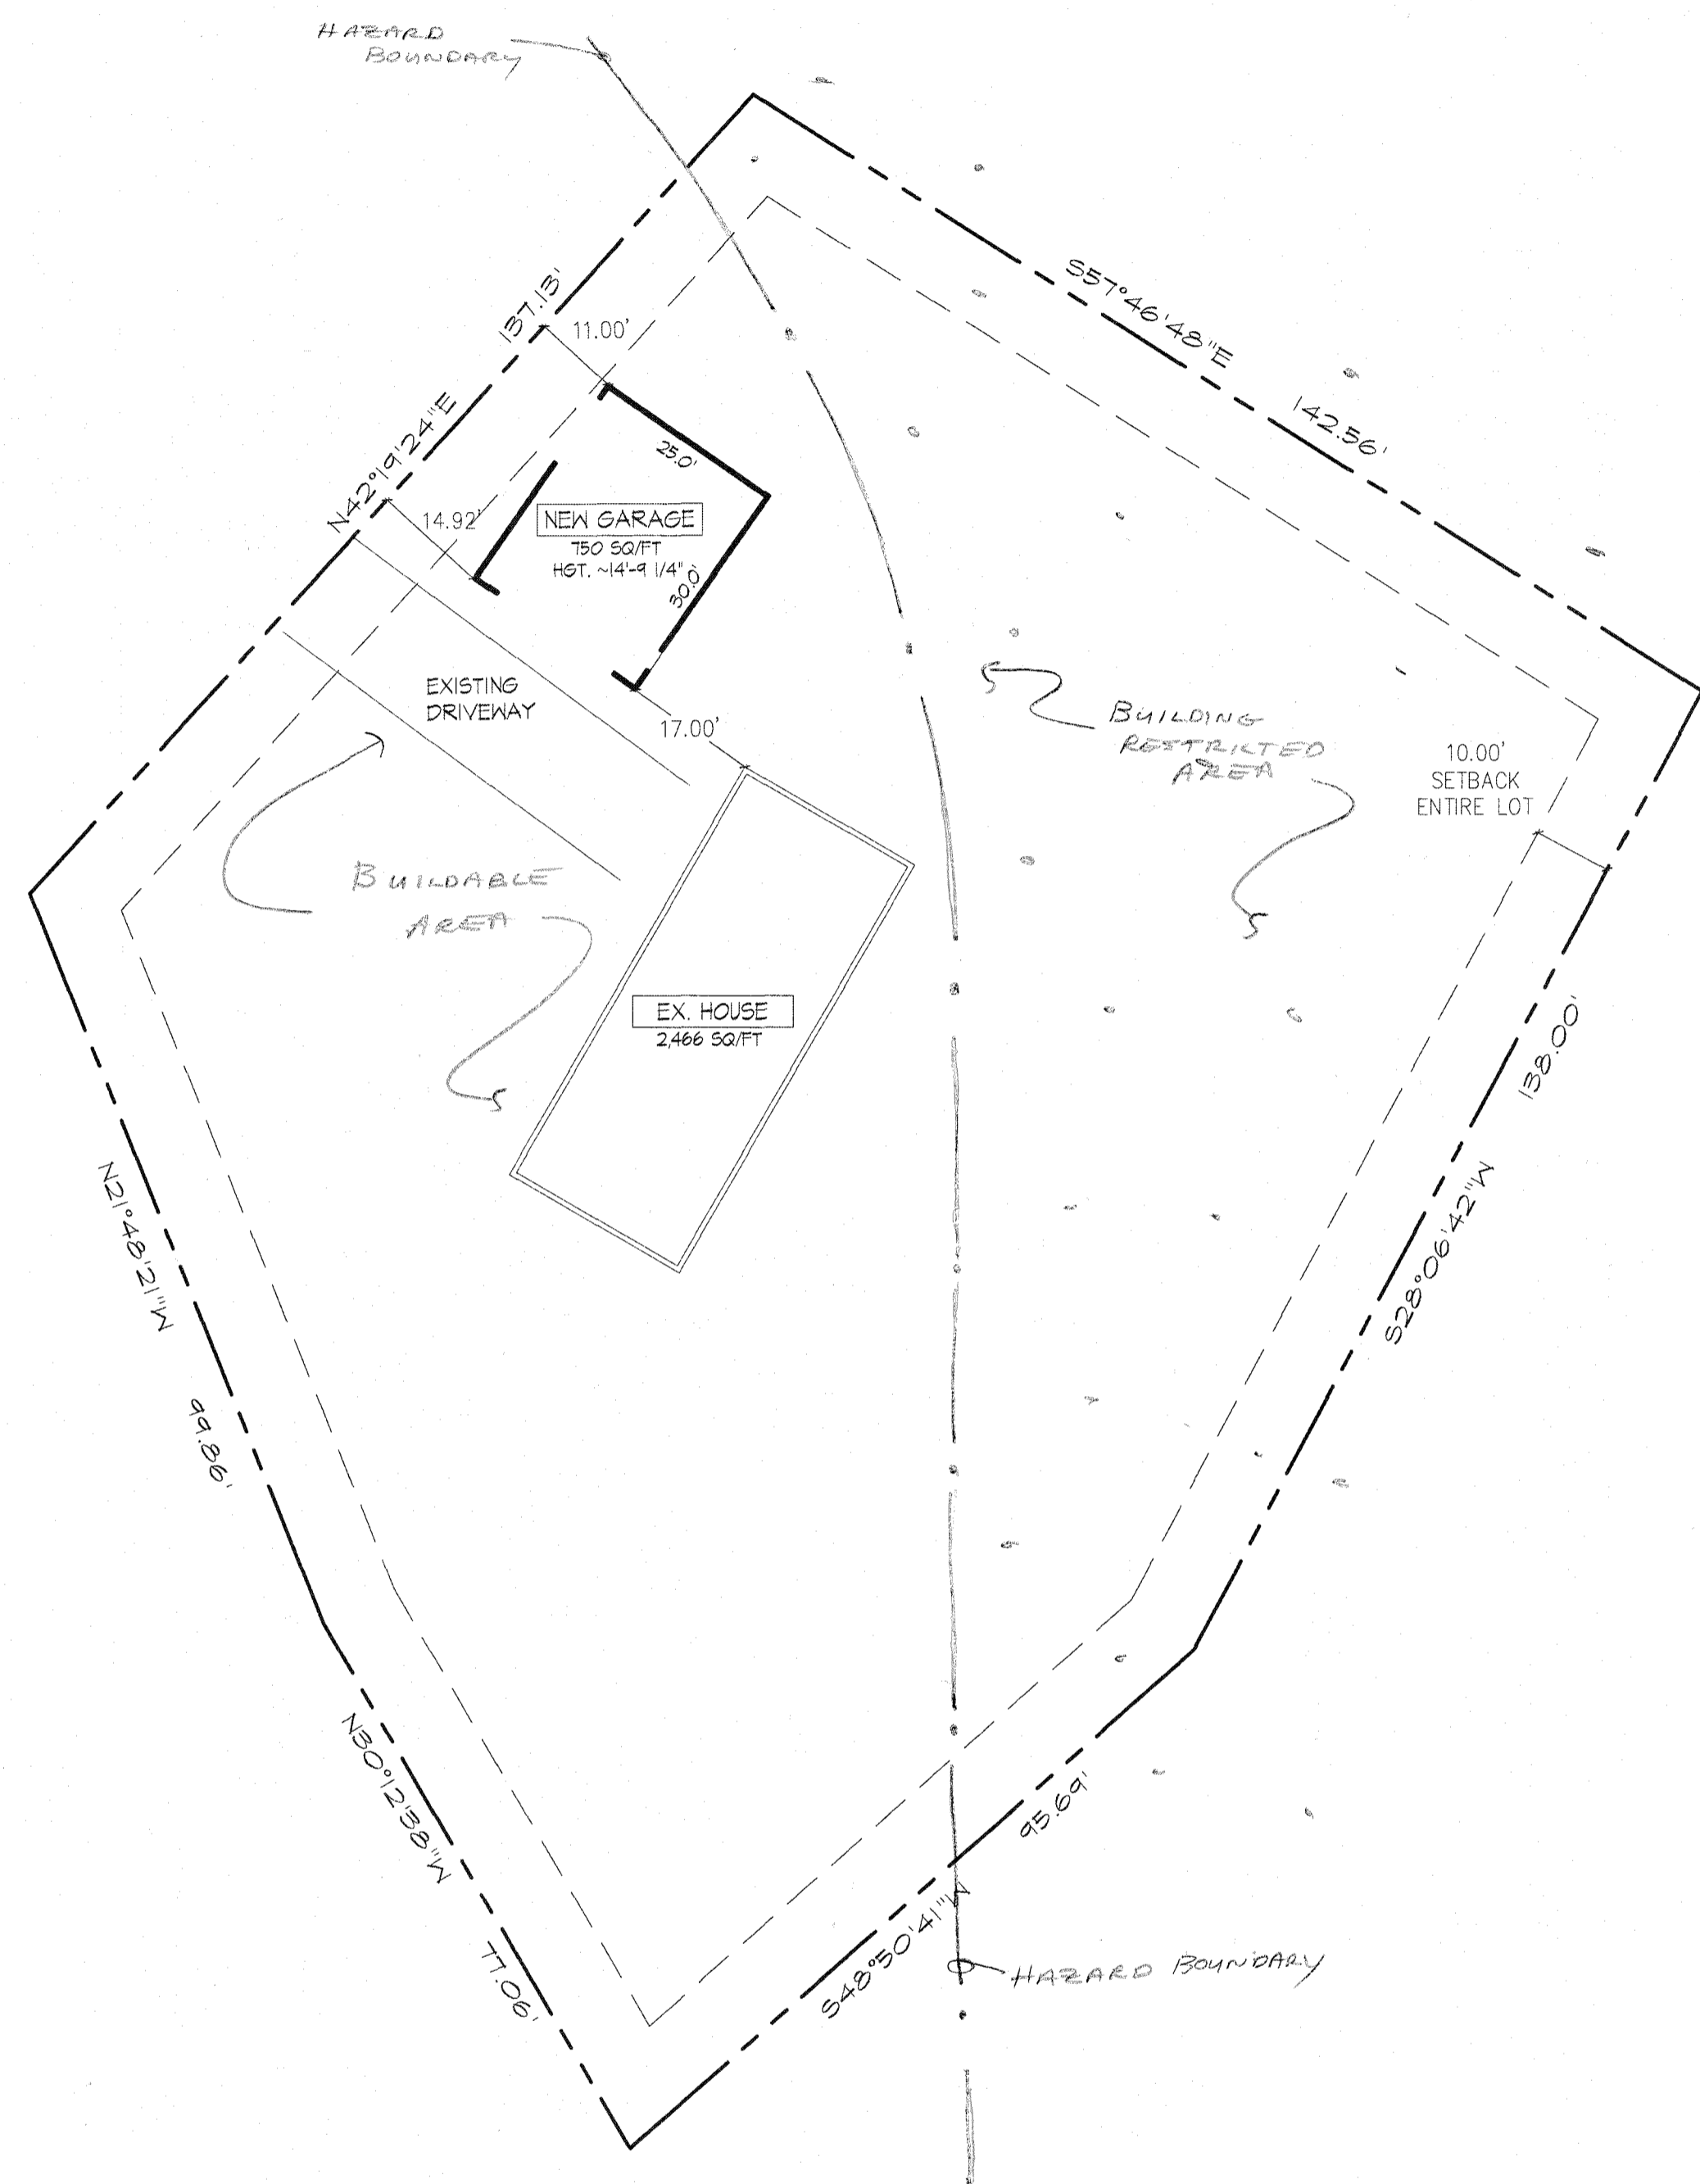 HAZARD
BOUNDARY
137.13'
N42°19'24"E
11.00'
S57°46'48"E
142.56'
25.0'
14.92'
NEW GARAGE
750 SQ/FT
HGT. ~14'-9 1/4"
30.0'
EXISTING
DRIVEWAY
17.00'
BUILDING
RESTRICTED
AREA
10.00'
SETBACK
ENTIRE LOT
BUILDABLE
AREA
EX. HOUSE
2,466 SQ/FT
138.00'
S28°06'42"W
N21°48'21"W
99.86'
N30°12'38"W
77.06'
95.69'
S48°50'41"W
HAZARD BOUNDARY